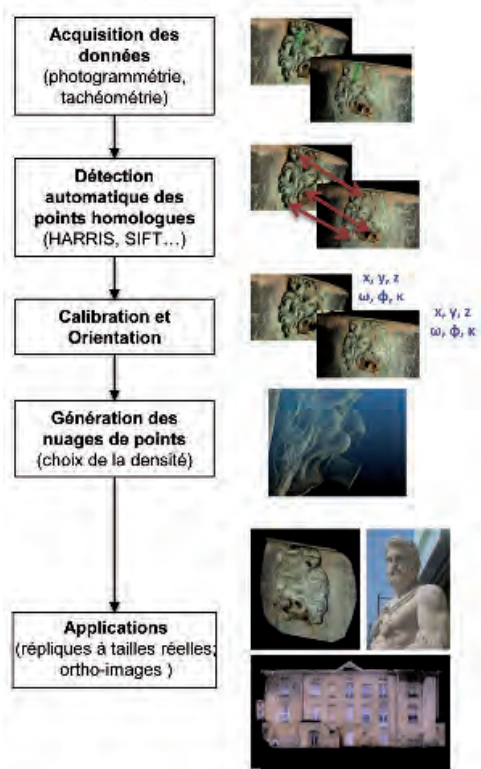 Acquisition des
données
(photogrammétrie,
tachéométrie)
Détection
automatique des
points homologues
(HARRIS, SIFT…)
x, y, z
ω, ϕ, κ
x, y, z
ω, ϕ, κ
Calibration et
Orientation
Génération des
nuages de points
(choix de la densité)
Applications
(répliques à tailles réelles;
ortho-images )